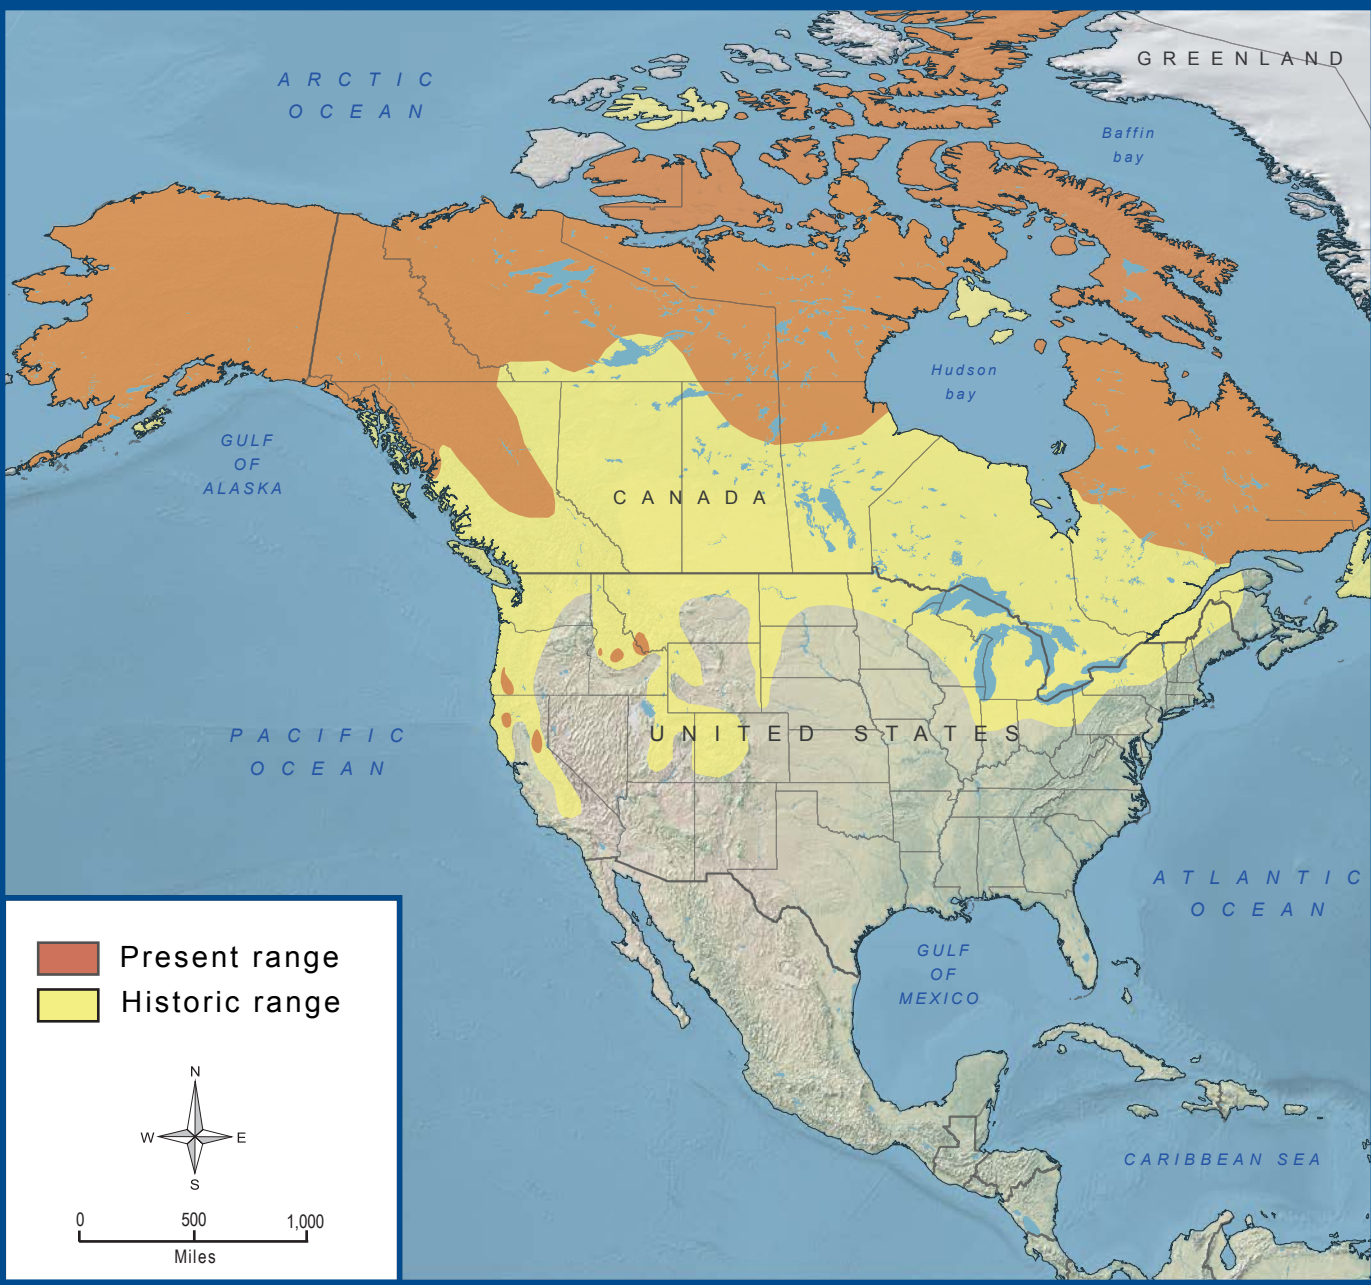 GREENLAND
ARCTIC
OCEAN
Baffin
bay
Hudson
bay
GULF
OF
ALASKA
CANADA
PACIFIC
OCEAN
UNITED STATES
ATLANTIC
OCEAN
GULF
OF
MEXICO
CARIBBEAN SEA
Present range
Historic range
N
W E
S
0 500 1,000
Miles